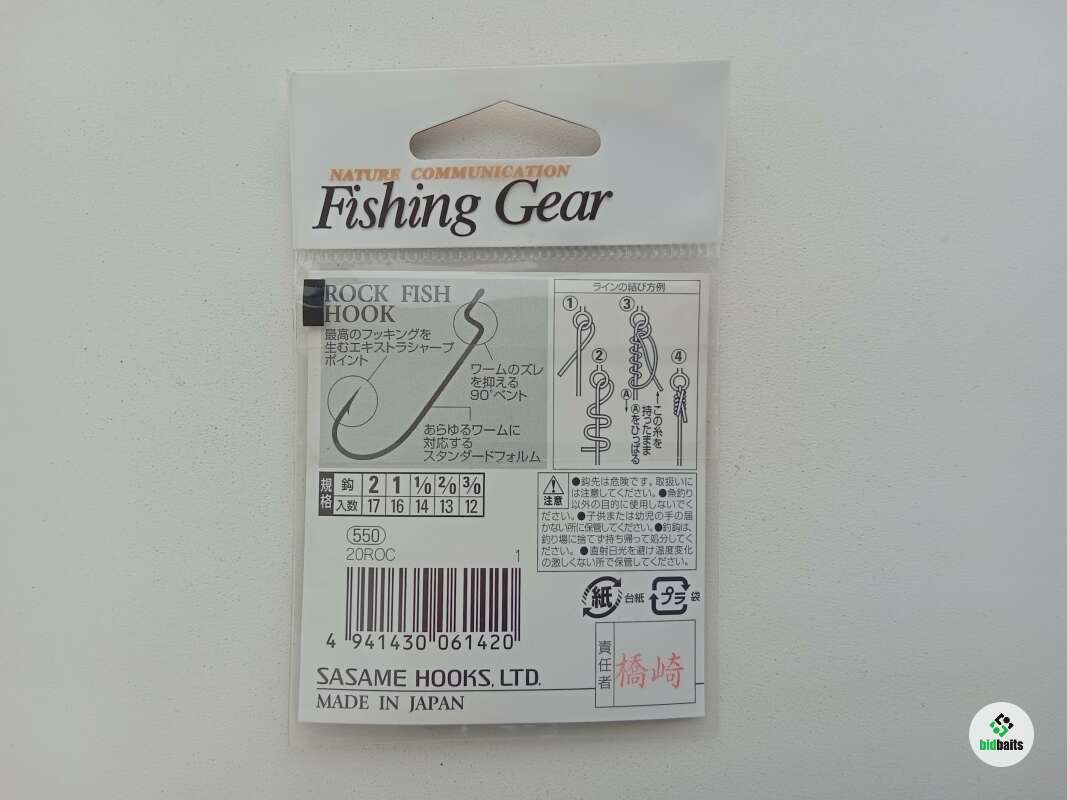 NATURE COMMUNICATION
Fishing Gear
ROCK FISH
HOOK
最高のフッキングを
生むエキストラシャープ
ポイント
ワームのズレ
を抑える
90°ベント
あらゆるワームに
対応する
スタンダードフォルム
ラインの結び方例
① ③
② ④
Ⓐ
この糸を
持ったまま
Ⓐをひっぱる
規格
鈎 2 1 1/0 2/0 3/0
入数 17 16 14 13 12
注意
●鈎先は危険です。取扱いに
は注意してください。●魚釣り
以外の目的に使用しないでく
ださい。●子供または幼児の手の届
かない所に保管してください。●釣鈎は、
釣り場に捨てず持ち帰って処分してく
ださい。●直射日光を避け温度変化
の激しくない所で保管してください。
550
20ROC 1
4 941430 061420
紙 台紙 プラ 袋
責任者
橋崎
SASAME HOOKS, LTD.
MADE IN JAPAN
bidbaits